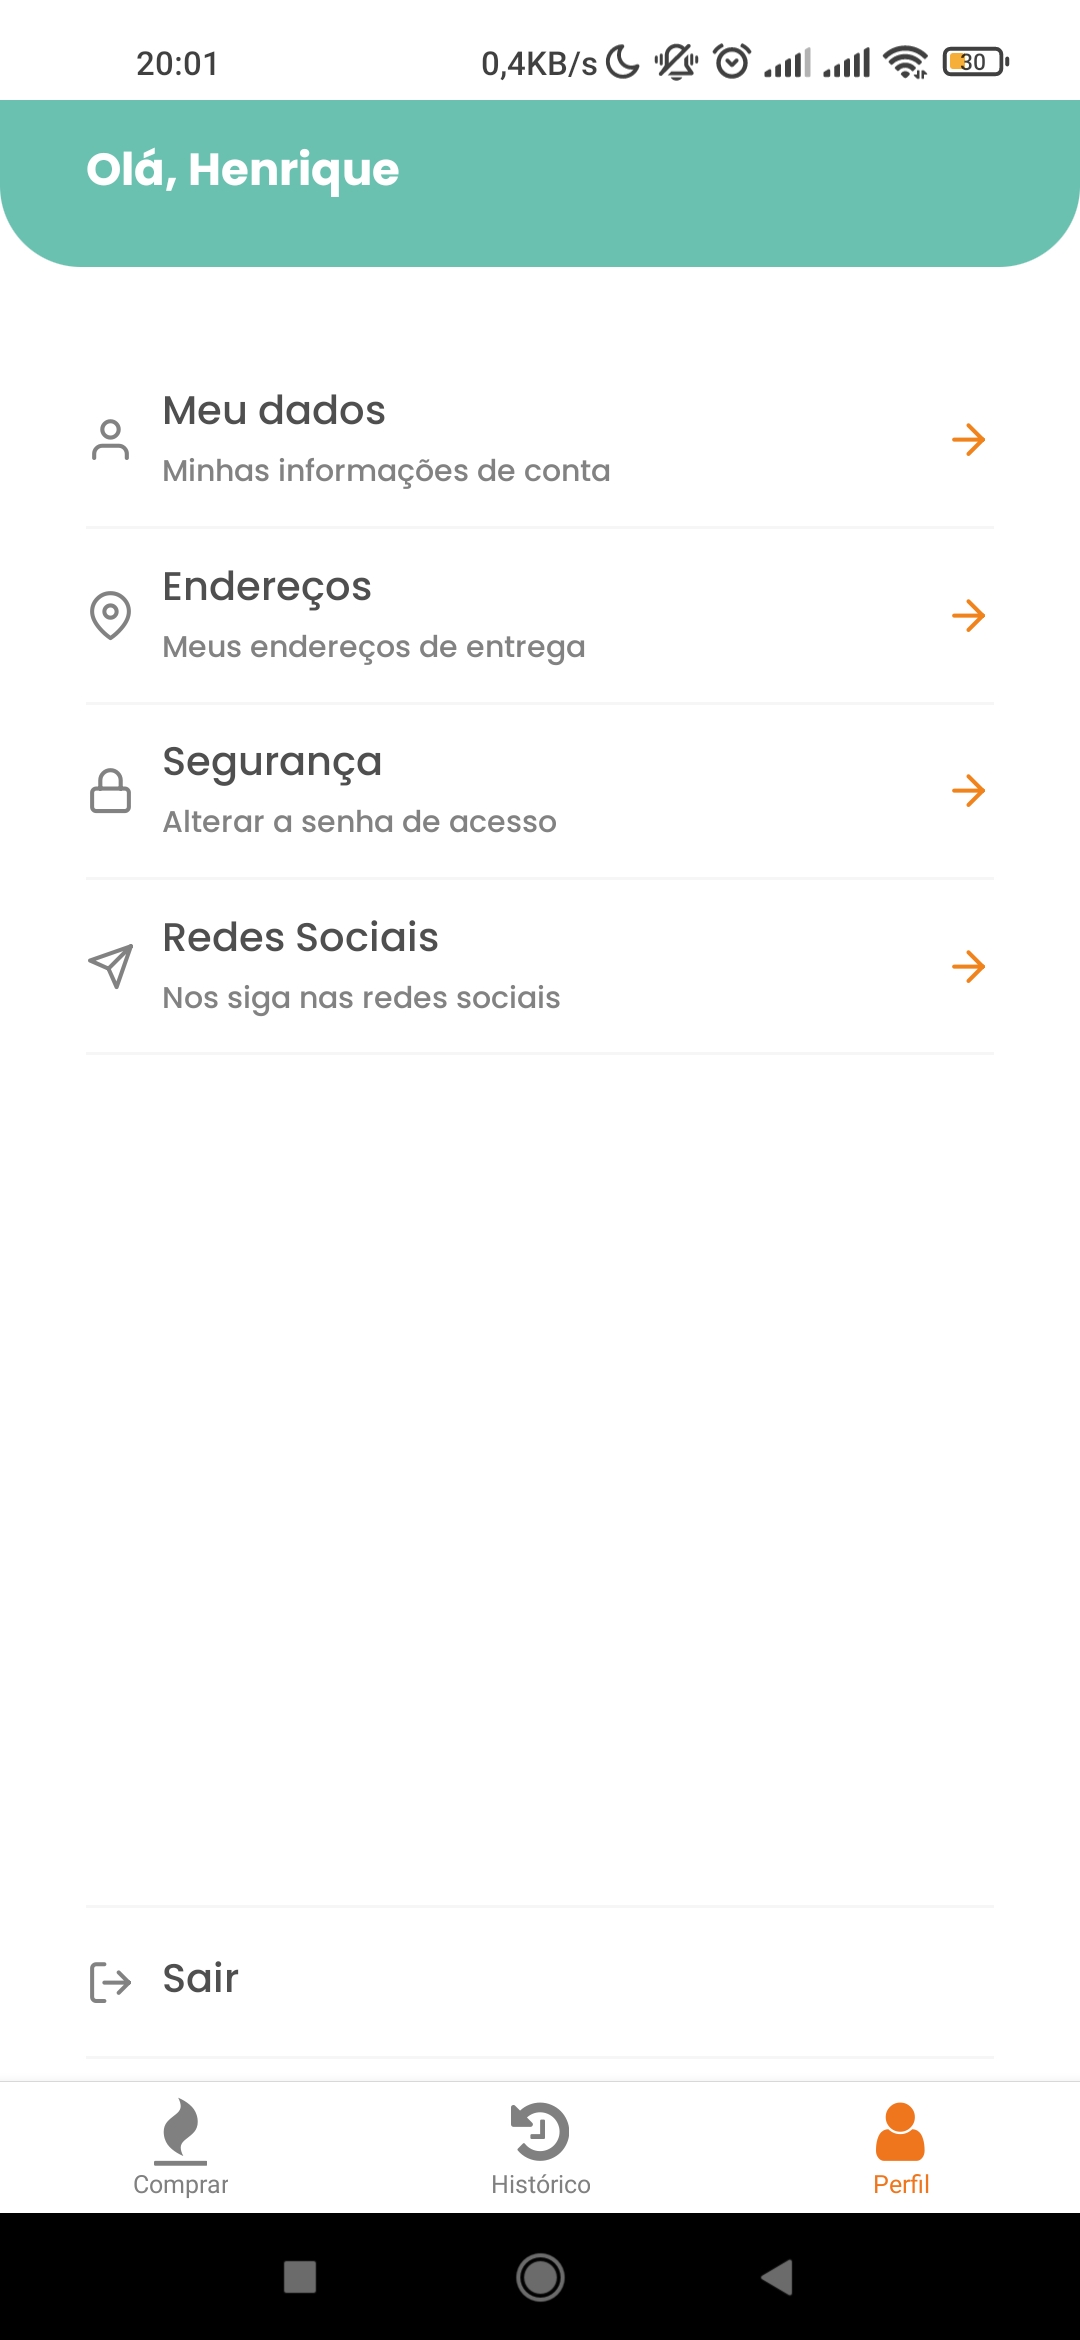 20:01 0,4KB/s 30
Olá, Henrique
Meu dados
Minhas informações de conta
Endereços
Meus endereços de entrega
Segurança
Alterar a senha de acesso
Redes Sociais
Nos siga nas redes sociais
Sair
Comprar Histórico Perfil